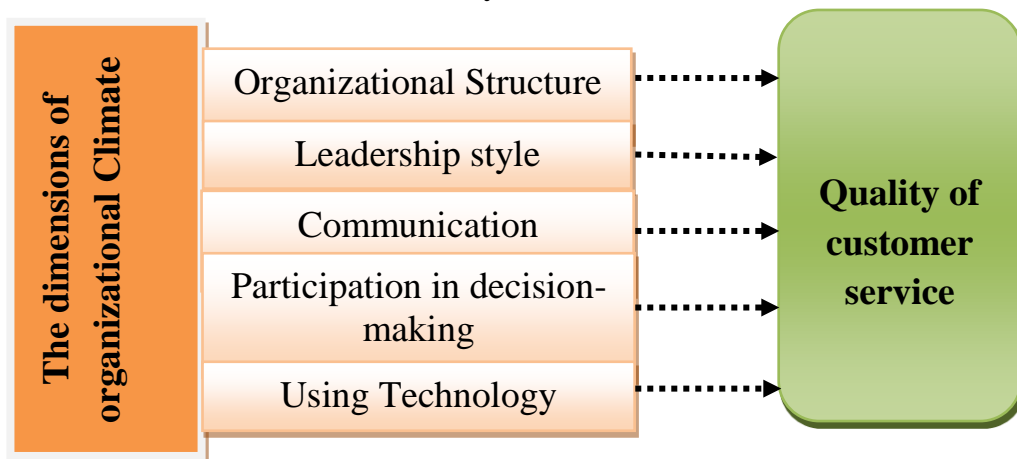 The dimensions of
organizational Climate
Organizational Structure
Leadership style
Communication
Participation in decision-
making
Using Technology
Quality of
customer
service